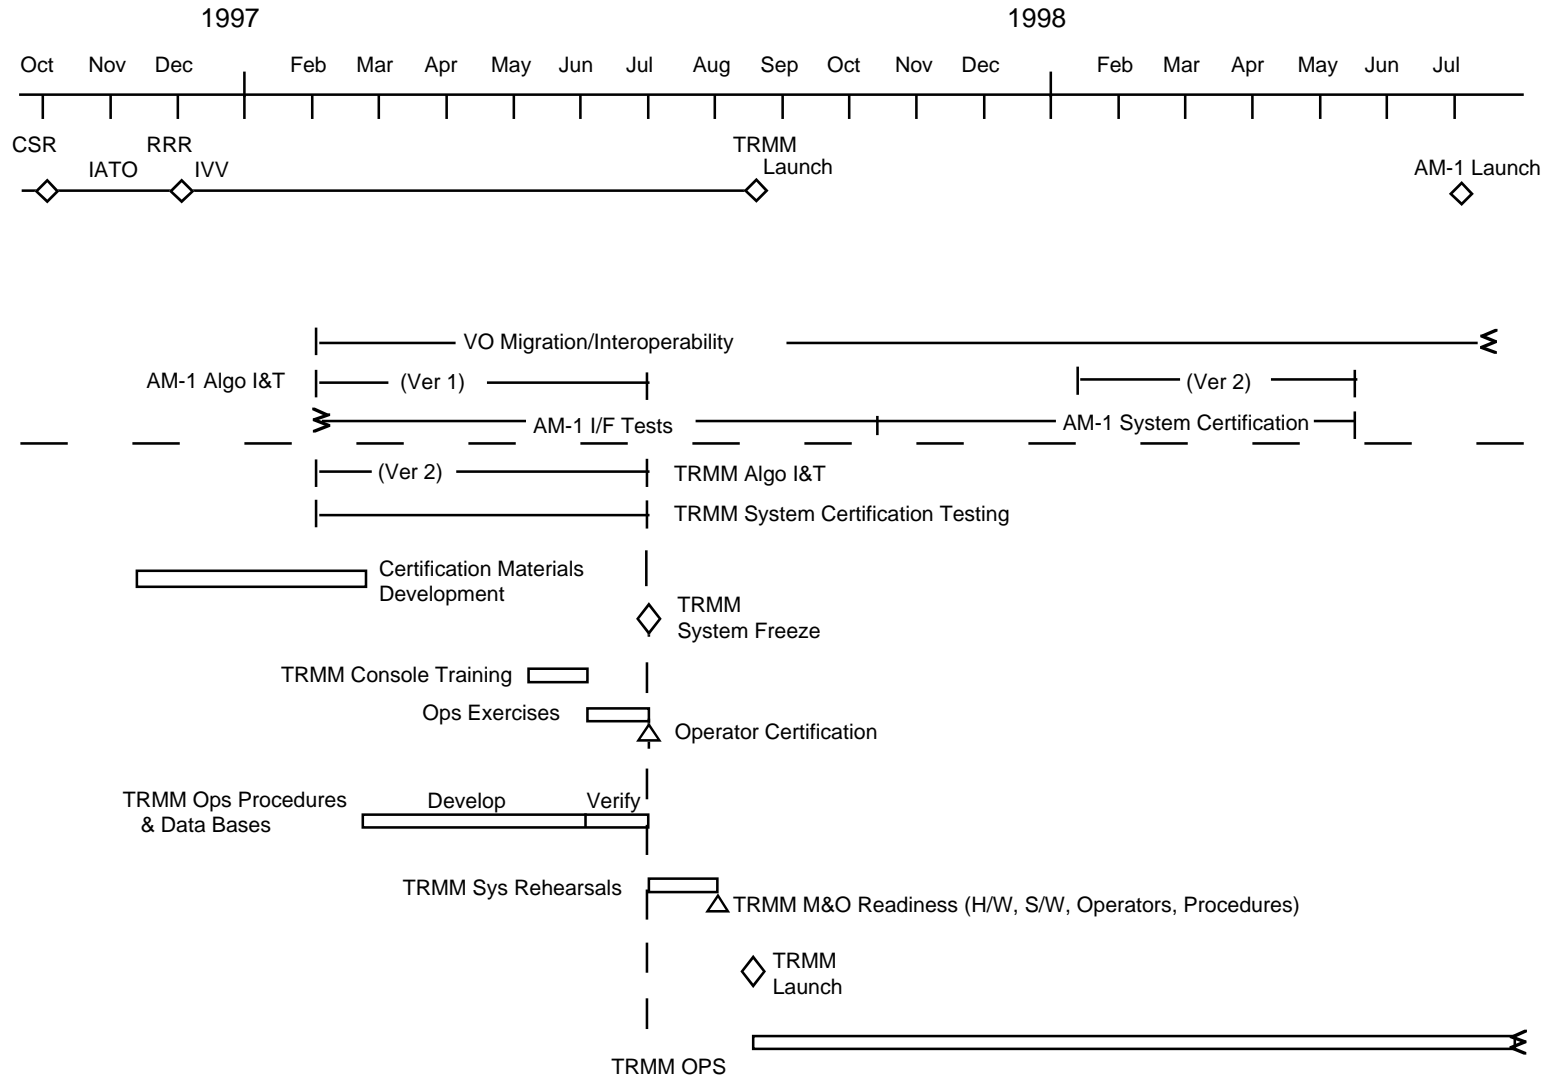 1997 1998
Oct Nov Dec Feb Mar Apr May Jun Jul Aug Sep Oct Nov Dec Feb Mar Apr May Jun Jul
CSR RRR TRMM
IATO IVV Launch AM-1 Launch
VO Migration/Interoperability
AM-1 Algo I&T (Ver 1) (Ver 2)
AM-1 I/F Tests AM-1 System Certification
(Ver 2) TRMM Algo I&T
TRMM System Certification Testing
Certification Materials
Development
TRMM
System Freeze
TRMM Console Training
Ops Exercises
Operator Certification
TRMM Ops Procedures Develop Verify
& Data Bases
TRMM Sys Rehearsals
TRMM M&O Readiness (H/W, S/W, Operators, Procedures)
TRMM
Launch
TRMM OPS